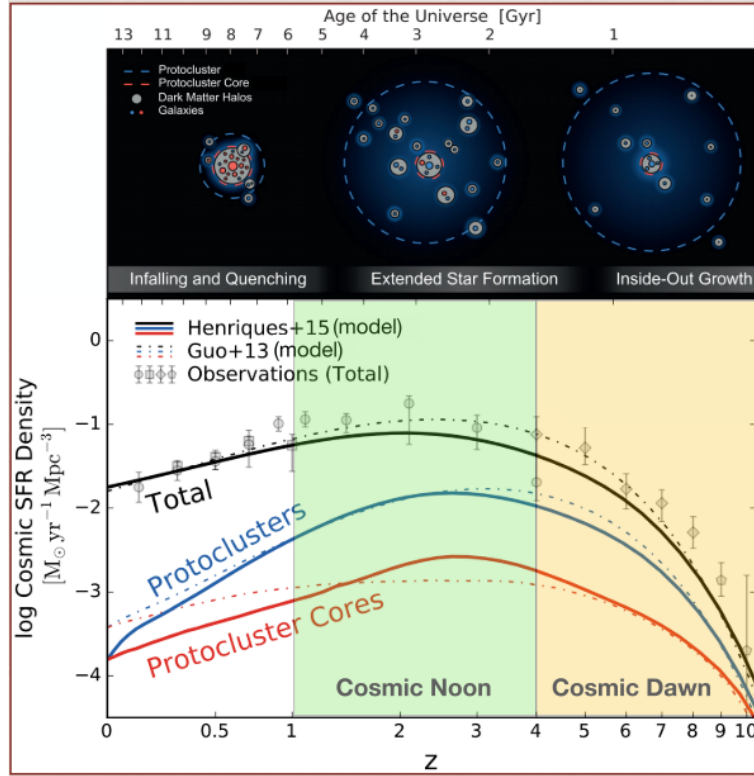 Age of the Universe [Gyr]
13 11 9 8 7 6 5 4 3 2 1
Protocluster
Protocluster Core
Dark Matter Halos
Galaxies
Infalling and Quenching Extended Star Formation Inside-Out Growth
Henriques+15 (model)
Guo+13 (model)
Observations (Total)
log Cosmic SFR Density
[M⊙ yr⁻¹ Mpc⁻³]
0
−1
−2
−3
−4
Total
Protoclusters
Protocluster Cores
Cosmic Noon Cosmic Dawn
0 0.5 1 2 3 4 5 6 7 8 9 10
z